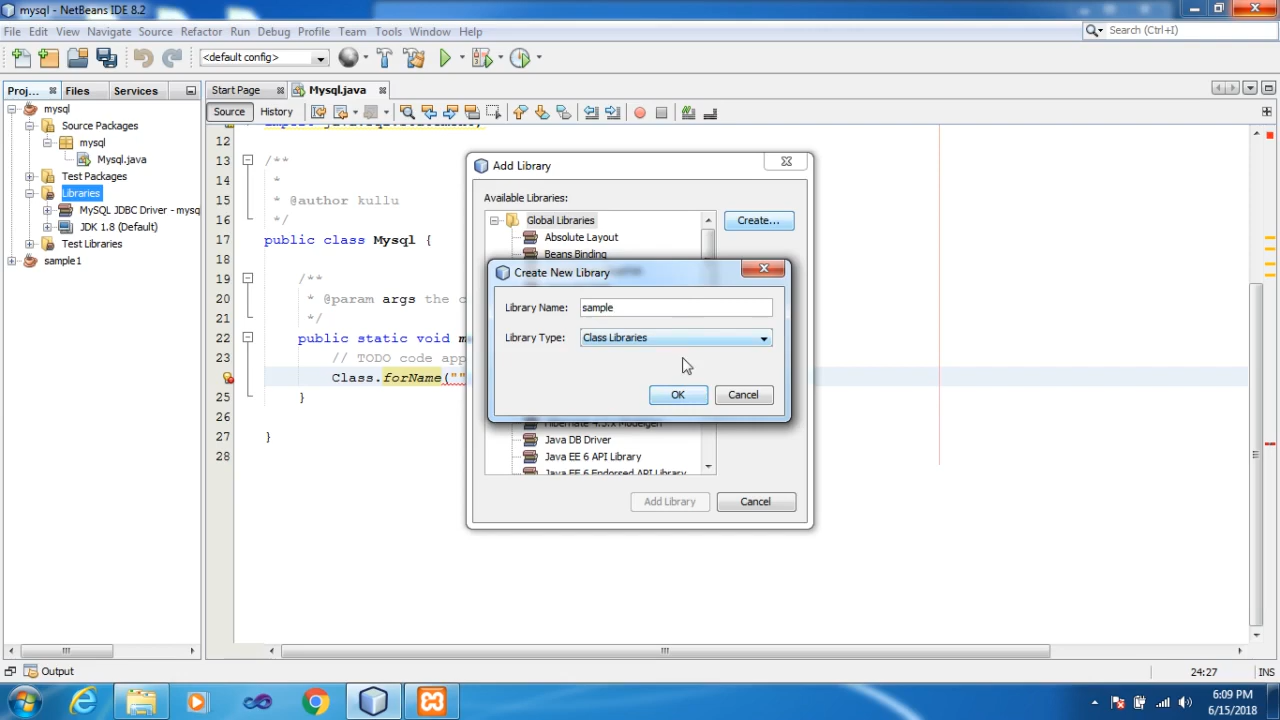 mysql - NetBeans IDE 8.2
File Edit View Navigate Source Refactor Run Debug Profile Team Tools Window Help
Search (Ctrl+I)
<default config>
Proj... Files Services
Start Page Mysql.java
Source History
mysql
Source Packages
mysql
Mysql.java
Test Packages
Libraries
MySQL JDBC Driver - mysq
JDK 1.8 (Default)
Test Libraries
sample1
12
13 /**
14 *
15 * @author kullu
16 */
17 public class Mysql {
18
19 /**
20 * @param args the c
21 */
22 public static void m
23 // TODO code app
Class.forName(""
25 }
26
27 }
28
Add Library
Available Libraries:
Global Libraries
Absolute Layout
Beans Binding
Create...
Create New Library
Library Name: sample
Library Type: Class Libraries
OK Cancel
Java DB Driver
Java EE 6 API Library
Java EE 6 Endorsed API Library
Add Library Cancel
Output
24:27 INS
6:09 PM
6/15/2018